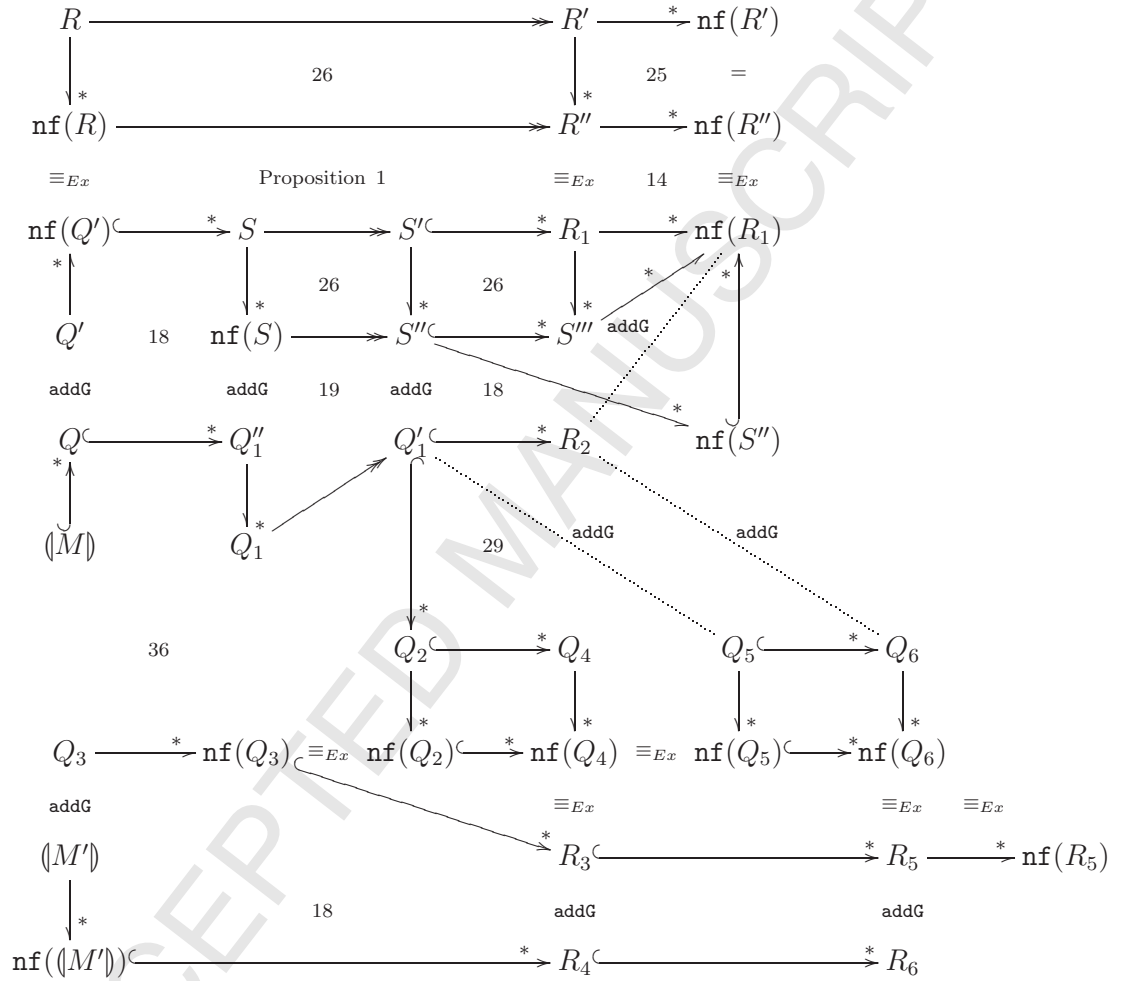 R R′ * nf(R′)
26 25 =
* *
nf(R) R″ * nf(R″)
≡Ex Proposition 1 ≡Ex 14 ≡Ex
nf(Q′) * S S′ * R₁ * nf(R₁)
* * *
26 26
* * *
Q′ 18 nf(S) S″ * S‴ addG
addG addG 19 addG 18 *
Q * Q₁″ Q₁′ * R₂ nf(S″)
* *
(|M|) Q₁ 29 addG addG
*
36 Q₂ * Q₄ Q₅ * Q₆
* * * *
Q₃ * nf(Q₃) ≡Ex nf(Q₂) * nf(Q₄) ≡Ex nf(Q₅) * nf(Q₆)
addG ≡Ex ≡Ex ≡Ex
(|M′|) * R₃ * R₅ * nf(R₅)
* 18 addG addG
nf((|M′|)) * R₄ * R₆
CEPTED MANUSCRIP